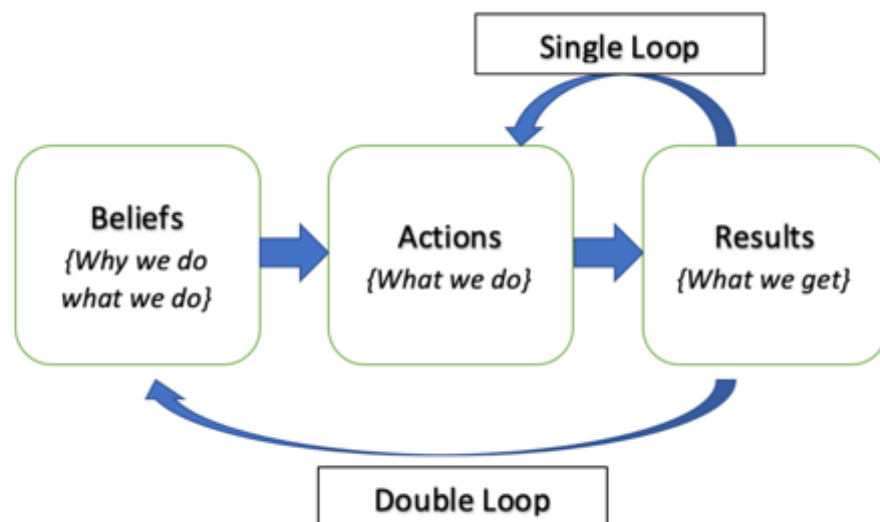 Single Loop
Beliefs
{Why we do
what we do}
Actions
{What we do}
Results
{What we get}
Double Loop